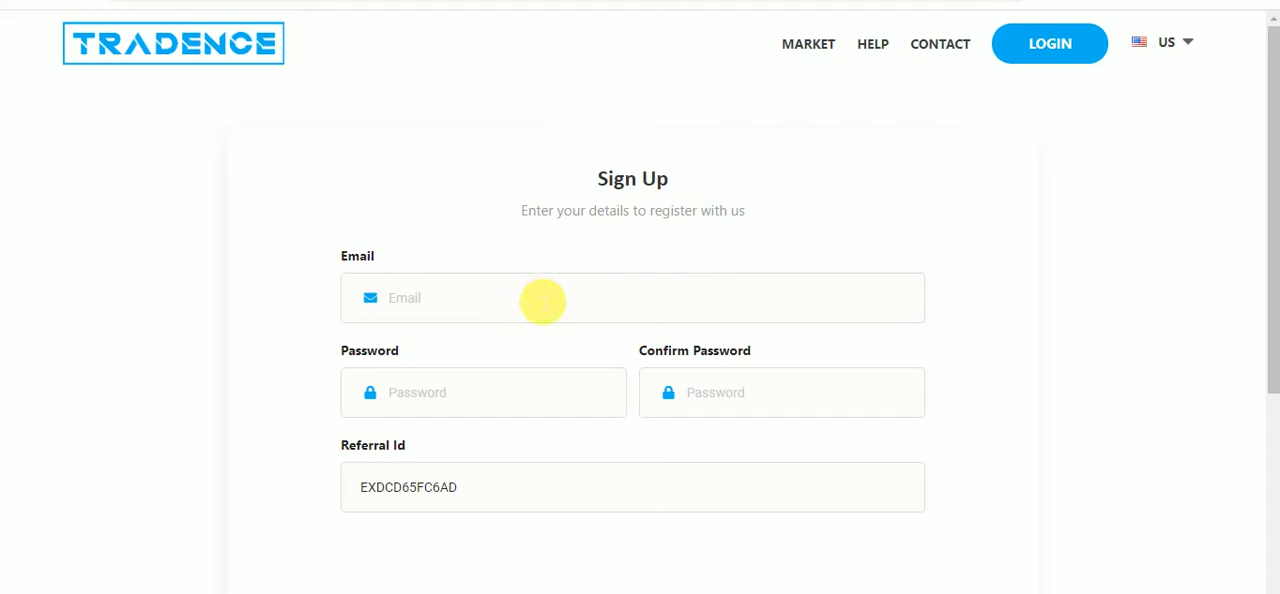 TRADENCE
MARKET HELP CONTACT LOGIN US
Sign Up
Enter your details to register with us
Email
Email
Password Confirm Password
Password Password
Referral Id
EXDCD65FC6AD